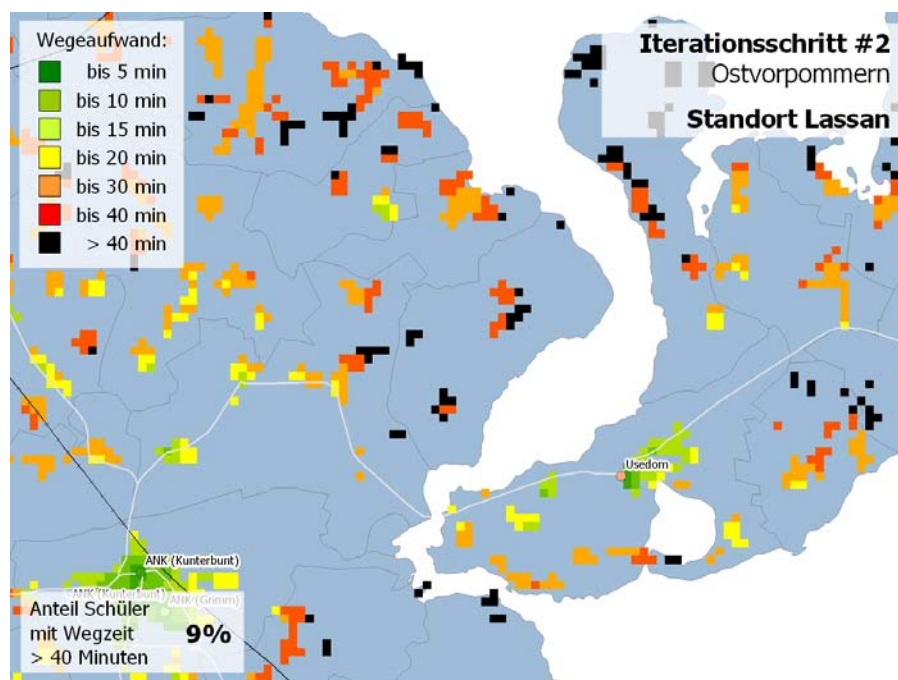 Wegeaufwand:
bis 5 min
bis 10 min
bis 15 min
bis 20 min
bis 30 min
bis 40 min
> 40 min
Iterationsschritt #2
Ostvorpommern
Standort Lassan
Usedom
ANK (Kunterbunt)
ANK (Kunterbunt)
ANK (Grimm)
Anteil Schüler
mit Wegzeit 9%
> 40 Minuten